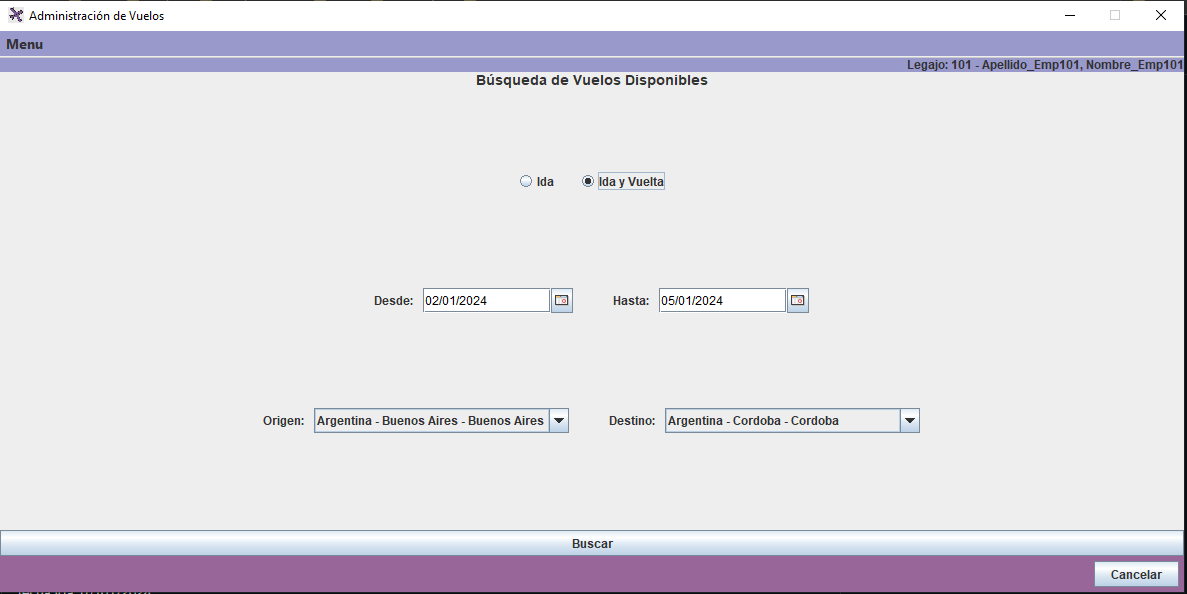 Administración de Vuelos
Menu
Legajo: 101 - Apellido_Emp101, Nombre_Emp101
Búsqueda de Vuelos Disponibles
Ida Ida y Vuelta
Desde: 02/01/2024 Hasta: 05/01/2024
Origen: Argentina - Buenos Aires - Buenos Aires Destino: Argentina - Cordoba - Cordoba
Buscar
Cancelar